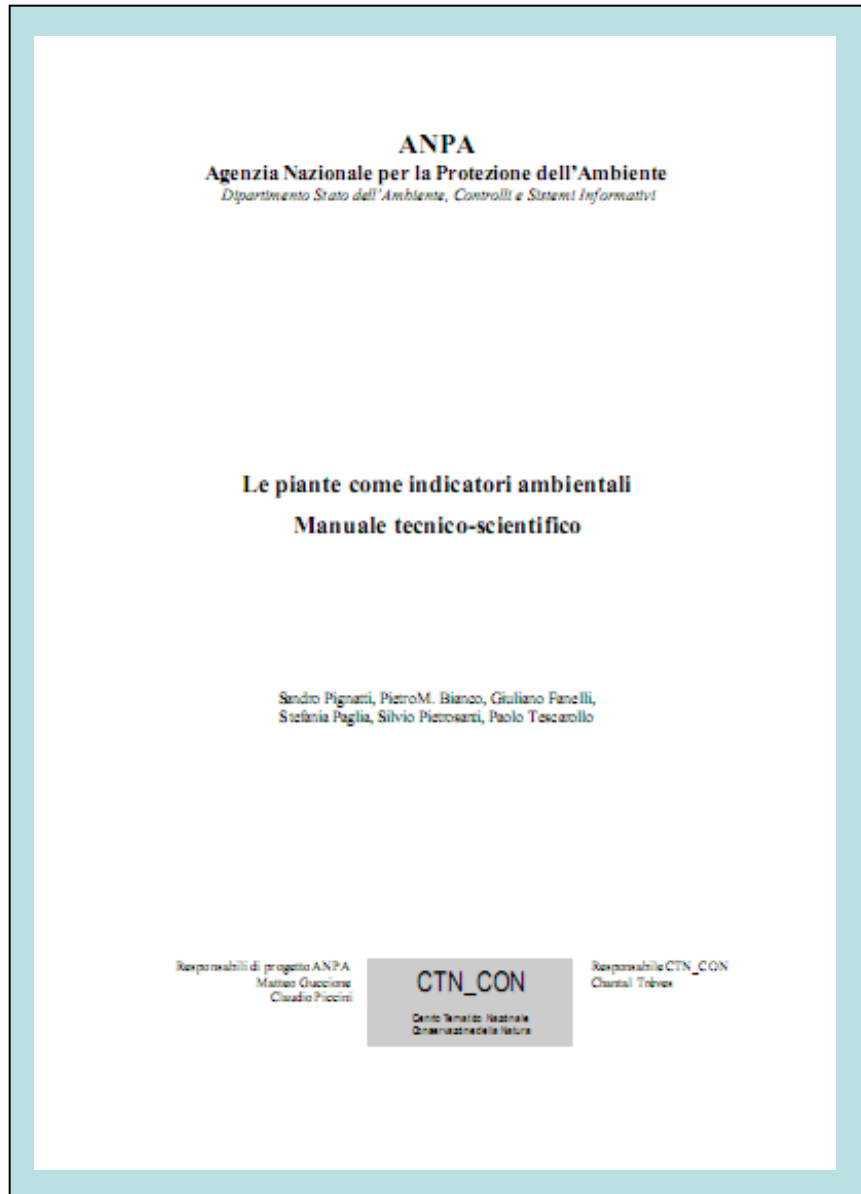 ANPA
Agenzia Nazionale per la Protezione dell'Ambiente
Dipartimento Stato dell'Ambiente, Controlli e Sistemi Informativi
Le piante come indicatori ambientali
Manuale tecnico-scientifico
Sandro Pignatti, PietroM. Bianco, Giuliano Fanelli,
Stefania Paglia, Silvio Pietrosanti, Paolo Tescarollo
Responsabili di progetto ANPA
Matteo Guccione
Claudio Piccini
CTN_CON
Centro Tematico Nazionale
Conservazione della Natura
Responsabile CTN_CON
Chantal Trèves